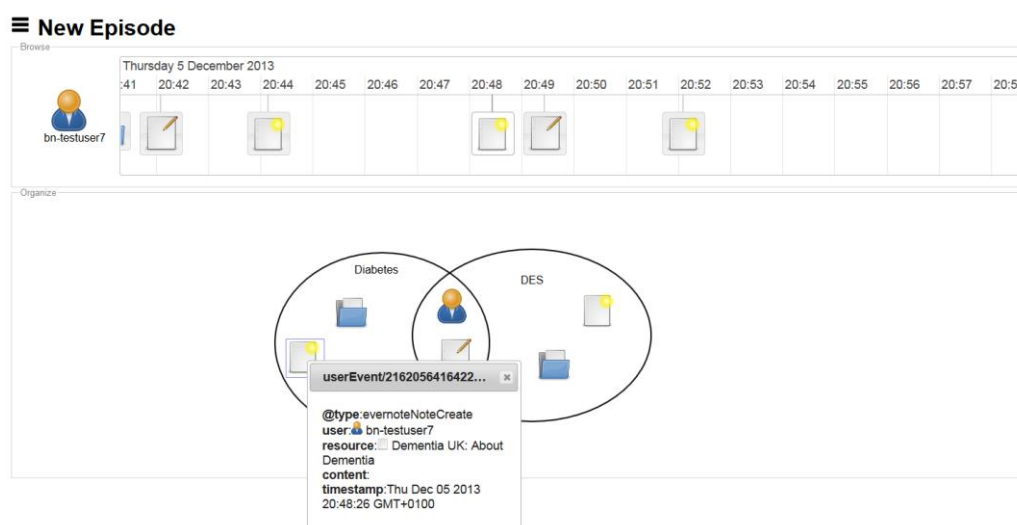 New Episode
Browse
Thursday 5 December 2013
:41 20:42 20:43 20:44 20:45 20:46 20:47 20:48 20:49 20:50 20:51 20:52 20:53 20:54 20:55 20:56 20:57 20:5
bn-testuser7
Organize
Diabetes
DES
userEvent/2162056416422...
@type:evernoteNoteCreate
user: bn-testuser7
resource: Dementia UK: About
Dementia
content:
timestamp:Thu Dec 05 2013
20:48:26 GMT+0100